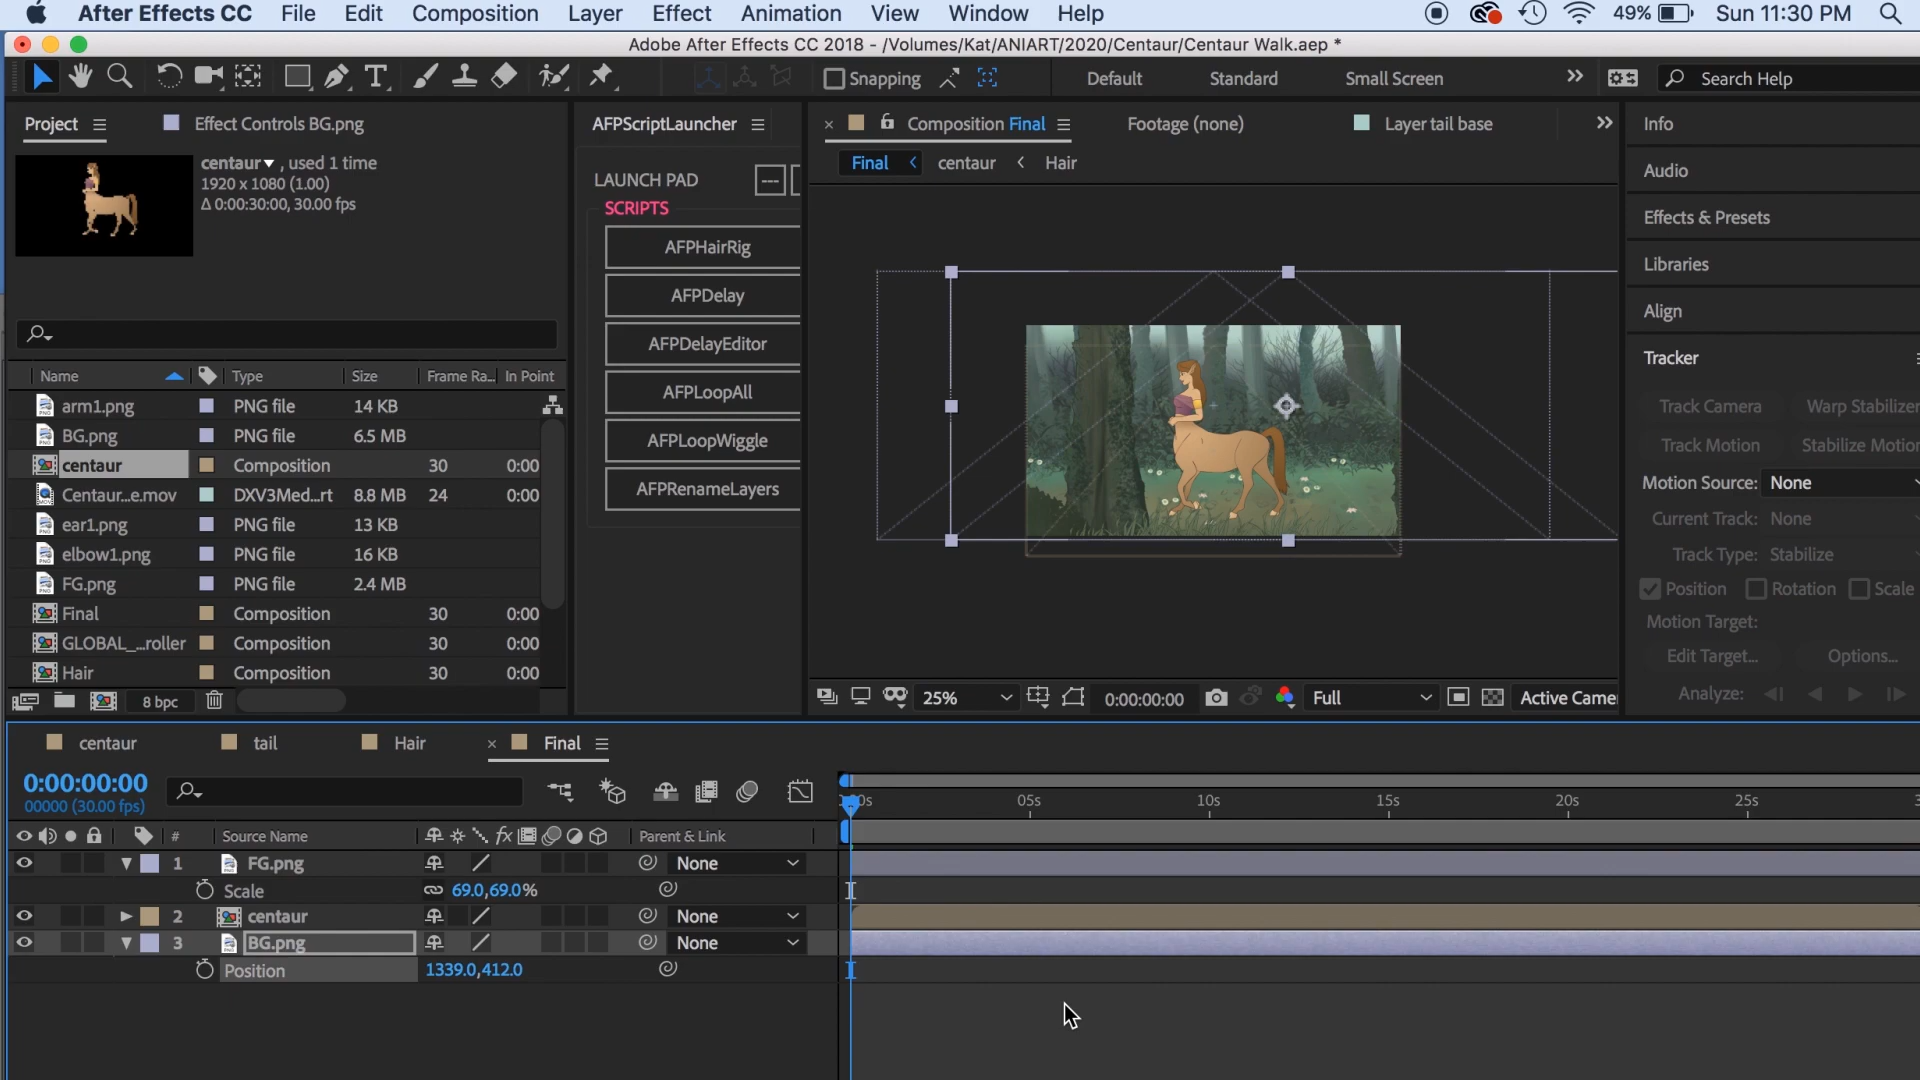 After Effects CC File Edit Composition Layer Effect Animation View Window Help 49% Sun 11:30 PM
Adobe After Effects CC 2018 - /Volumes/Kat/ANIART/2020/Centaur/Centaur Walk.aep *
T Snapping Default Standard Small Screen >> Search Help
Project Effect Controls BG.png AFPScriptLauncher × Composition Final Footage (none) Layer tail base >> Info
centaur , used 1 time
1920 x 1080 (1.00)
Δ 0:00:30:00, 30.00 fps
LAUNCH PAD ---
SCRIPTS
AFPHairRig
AFPDelay
AFPDelayEditor
AFPLoopAll
AFPLoopWiggle
AFPRenameLayers
Final < centaur < Hair
Audio
Effects & Presets
Libraries
Align
Tracker
Track Camera Warp Stabilizer
Track Motion Stabilize Motion
Motion Source: None
Current Track: None
Track Type: Stabilize
Position Rotation Scale
Motion Target:
Edit Target... Options...
Analyze:
Name Type Size Frame Ra... In Point
arm1.png PNG file 14 KB
BG.png PNG file 6.5 MB
centaur Composition 30 0:00
Centaur...e.mov DXV3Med...rt 8.8 MB 24 0:00
ear1.png PNG file 13 KB
elbow1.png PNG file 16 KB
FG.png PNG file 2.4 MB
Final Composition 30 0:00
GLOBAL_...roller Composition 30 0:00
Hair Composition 30 0:00
8 bpc
25% 0:00:00:00 Full Active Came
centaur tail Hair × Final
0:00:00:00
00000 (30.00 fps)
00s 05s 10s 15s 20s 25s 3
# Source Name fx Parent & Link
1 FG.png None
Scale 69.0,69.0%
2 centaur None
3 BG.png None
Position 1339.0,412.0